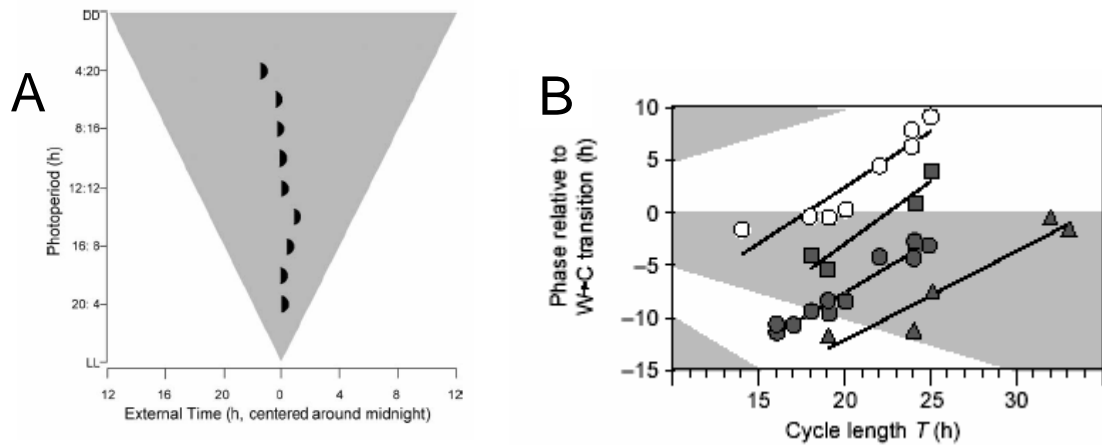 A
DD
4:20
8:16
12:12
16: 8
20: 4
LL
Photoperiod (h)
12 16 20 0 4 8 12
External Time (h, centered around midnight)
B
10
5
0
−5
−10
−15
Phase relative to
W→C transition (h)
15 20 25 30
Cycle length T (h)